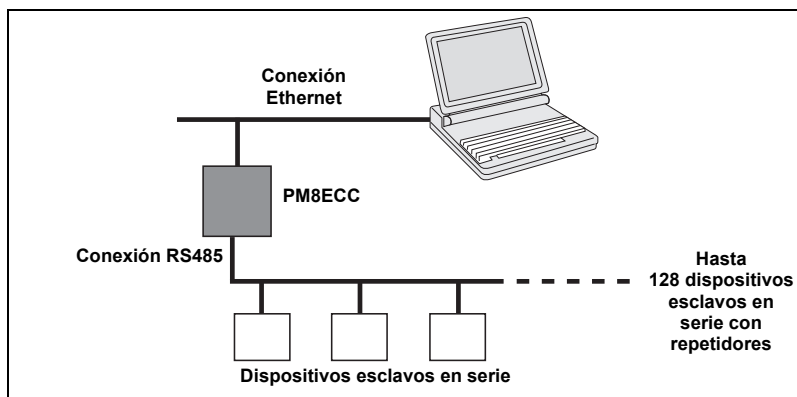 Conexión
Ethernet
PM8ECC
Conexión RS485
Hasta
128 dispositivos
esclavos en
serie con
repetidores
Dispositivos esclavos en serie